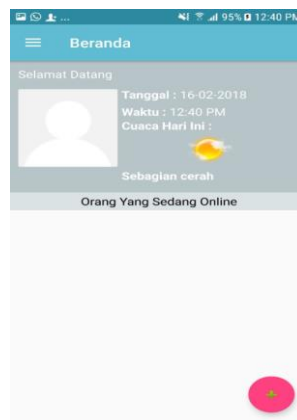 ... 95% 12:40 PM
Beranda
Selamat Datang
Tanggal : 16-02-2018
Waktu : 12:40 PM
Cuaca Hari Ini :
Sebagian cerah
Orang Yang Sedang Online